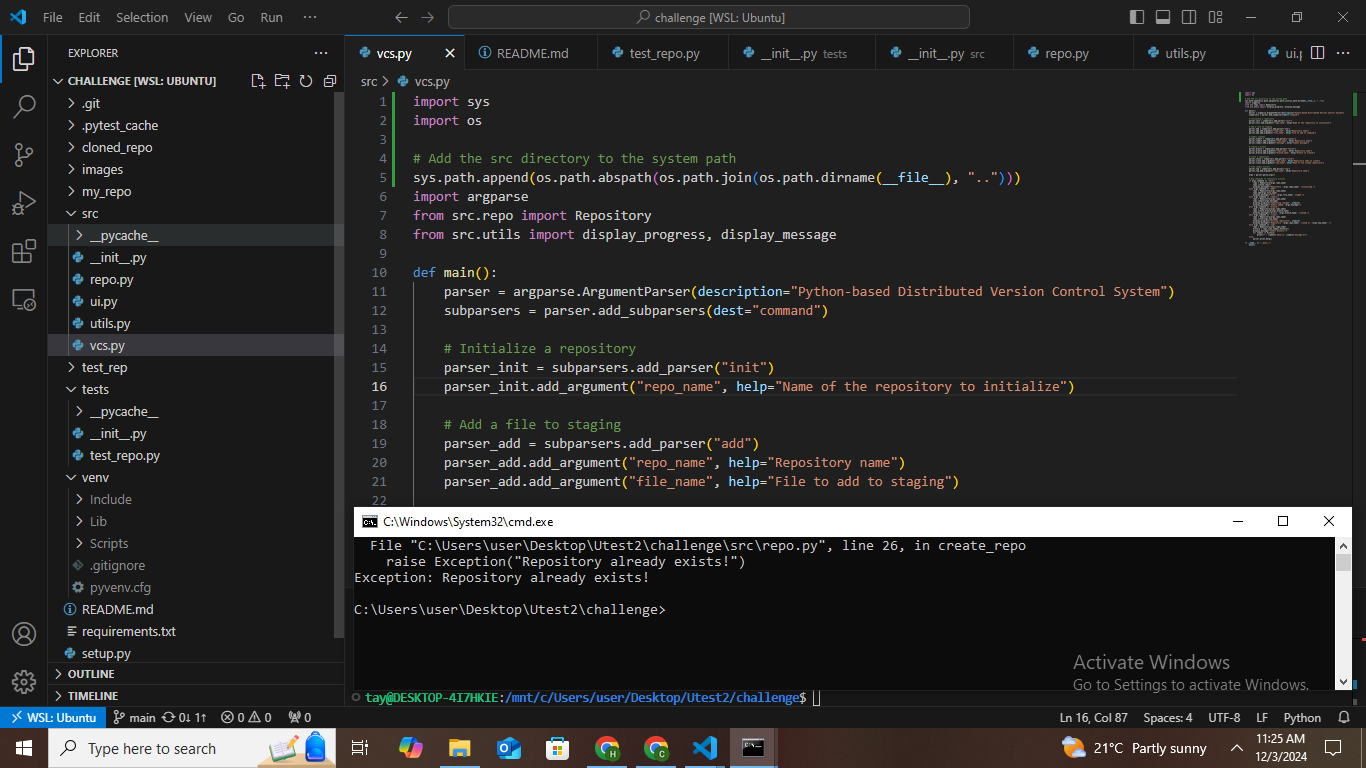 File Edit Selection View Go Run ···
challenge [WSL: Ubuntu]
EXPLORER ···
CHALLENGE [WSL: UBUNTU]
.git
.pytest_cache
cloned_repo
images
my_repo
src
__pycache__
__init__.py
repo.py
ui.py
utils.py
vcs.py
test_rep
tests
__pycache__
__init__.py
test_repo.py
venv
Include
Lib
Scripts
.gitignore
pyvenv.cfg
README.md
requirements.txt
setup.py
OUTLINE
TIMELINE
vcs.py README.md test_repo.py __init__.py tests __init__.py src repo.py utils.py ui.p ···
src > vcs.py
1 import sys
2 import os
3
4 # Add the src directory to the system path
5 sys.path.append(os.path.abspath(os.path.join(os.path.dirname(__file__), "..")))
6 import argparse
7 from src.repo import Repository
8 from src.utils import display_progress, display_message
9
10 def main():
11 parser = argparse.ArgumentParser(description="Python-based Distributed Version Control System")
12 subparsers = parser.add_subparsers(dest="command")
13
14 # Initialize a repository
15 parser_init = subparsers.add_parser("init")
16 parser_init.add_argument("repo_name", help="Name of the repository to initialize")
17
18 # Add a file to staging
19 parser_add = subparsers.add_parser("add")
20 parser_add.add_argument("repo_name", help="Repository name")
21 parser_add.add_argument("file_name", help="File to add to staging")
22
C:\Windows\System32\cmd.exe
File "C:\Users\user\Desktop\Utest2\challenge\src\repo.py", line 26, in create_repo
raise Exception("Repository already exists!")
Exception: Repository already exists!
C:\Users\user\Desktop\Utest2\challenge>
Activate Windows
Go to Settings to activate Windows.
tay@DESKTOP-4I7HKIE:/mnt/c/Users/user/Desktop/Utest2/challenge$
WSL: Ubuntu main 0↓ 1↑ 0 0 0 Ln 16, Col 87 Spaces: 4 UTF-8 LF Python
Type here to search
21°C Partly sunny
11:25 AM
12/3/2024